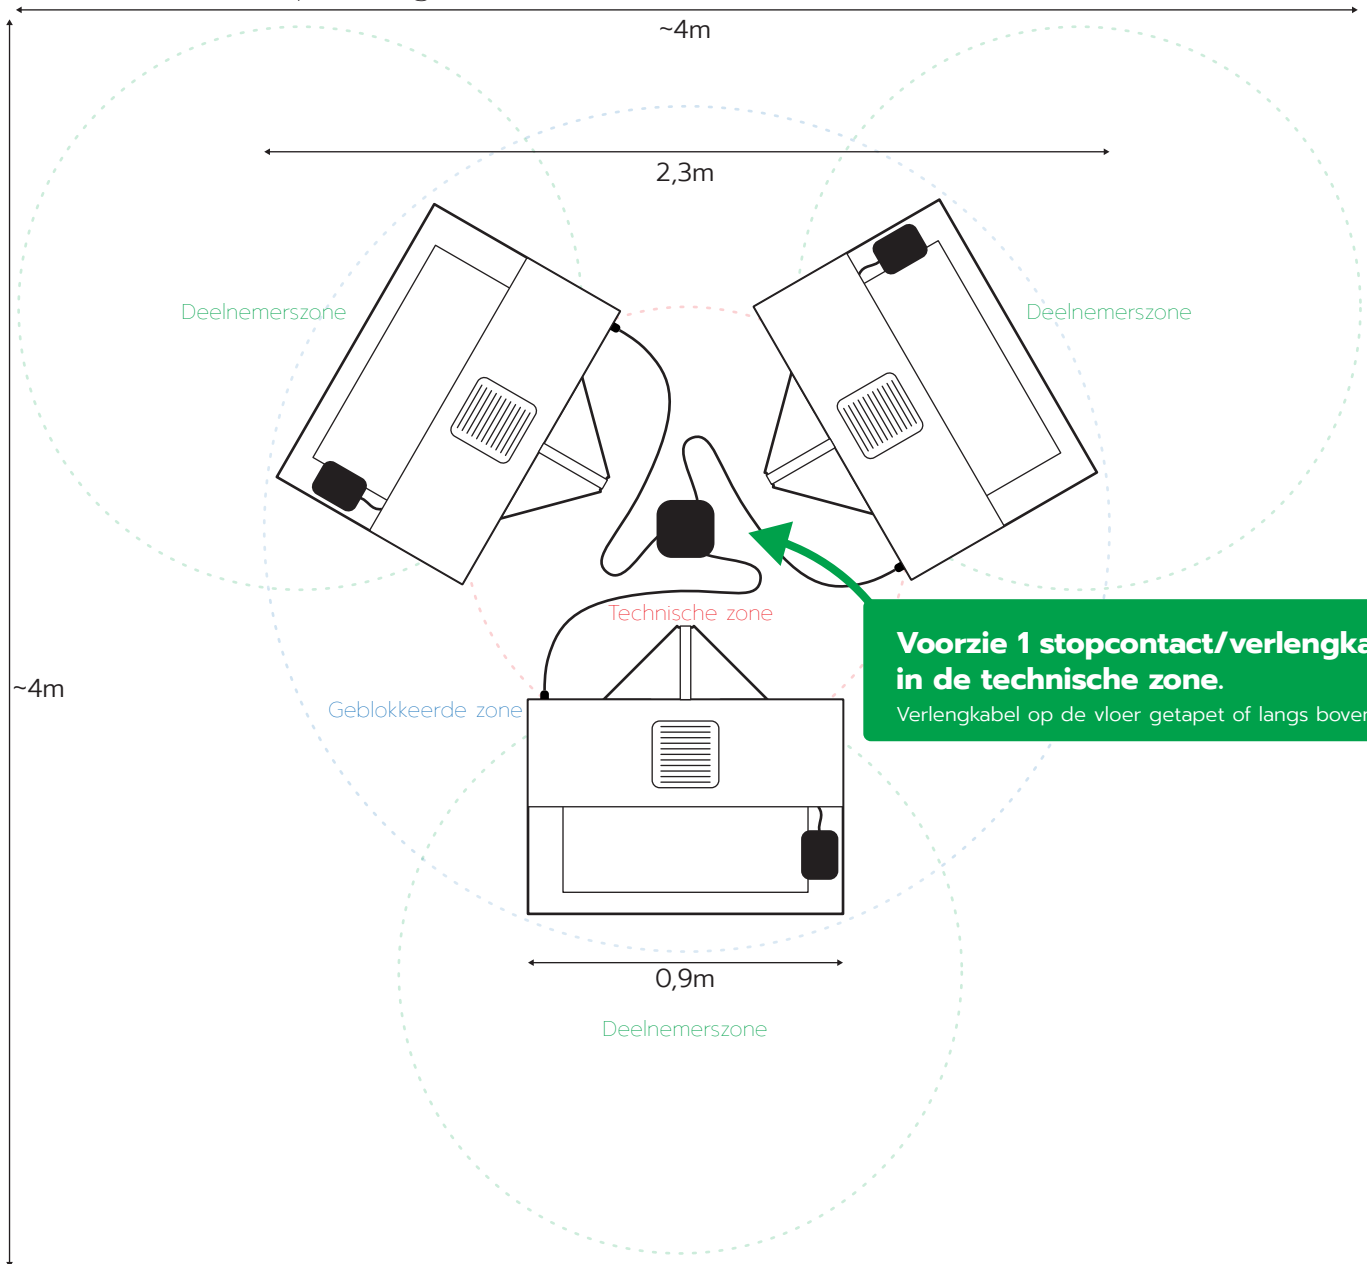 ~4m
2,3m
Deelnemerszone
Deelnemerszone
Technische zone
~4m
Geblokkeerde zone
Voorzie 1 stopcontact/verlengka
in de technische zone.
Verlengkabel op de vloer getapet of langs boven
0,9m
Deelnemerszone